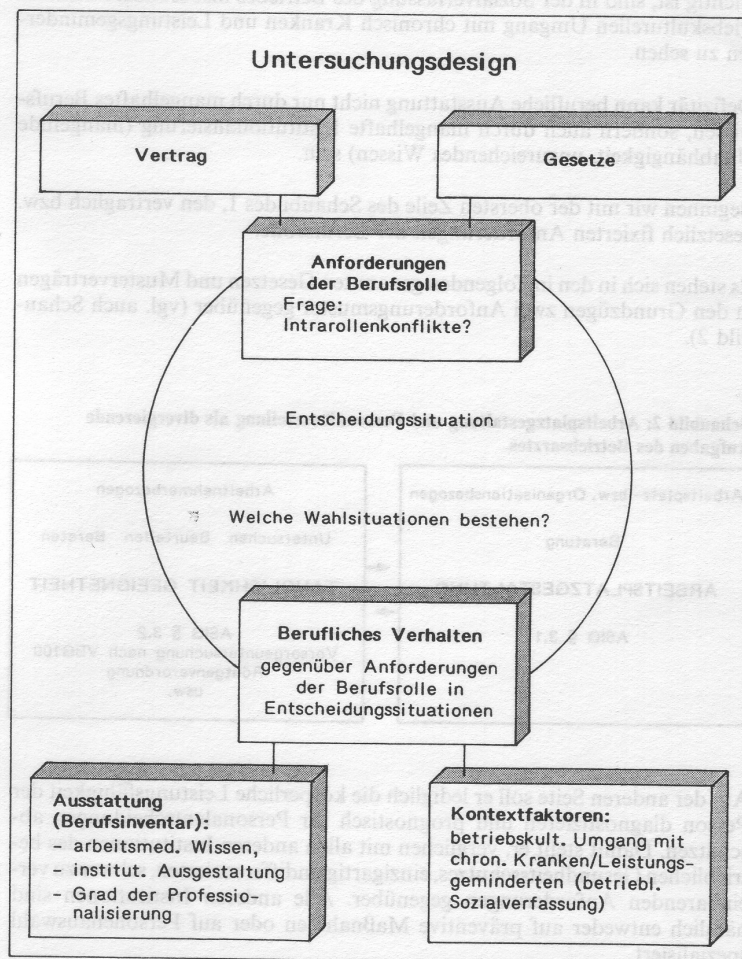 Untersuchungsdesign
Vertrag
Gesetze
Anforderungen
der Berufsrolle
Frage:
Intrarollenkonflikte?
Entscheidungssituation
Welche Wahlsituationen bestehen?
Berufliches Verhalten
gegenüber Anforderungen
der Berufsrolle in
Entscheidungssituationen
Ausstattung
(Berufsinventar):
- arbeitsmed. Wissen
- institut. Ausgestaltung
- Grad der Professio-
nalisierung
Kontextfaktoren:
z. B. betriebl. Umgang mit
chron. Kranken/Leistungs-
geminderten (betriebl.
Sozialverfassung)